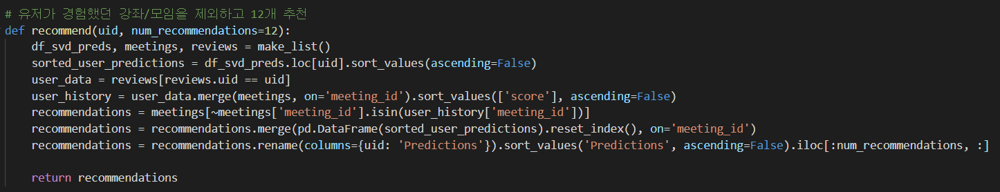 # 유저가 경험했던 강좌/모임을 제외하고 12개 추천
def recommend(uid, num_recommendations=12):
    df_svd_preds, meetings, reviews = make_list()
    sorted_user_predictions = df_svd_preds.loc[uid].sort_values(ascending=False)
    user_data = reviews[reviews.uid == uid]
    user_history = user_data.merge(meetings, on='meeting_id').sort_values(['score'], ascending=False)
    recommendations = meetings[~meetings['meeting_id'].isin(user_history['meeting_id'])]
    recommendations = recommendations.merge(pd.DataFrame(sorted_user_predictions).reset_index(), on='meeting_id')
    recommendations = recommendations.rename(columns={uid: 'Predictions'}).sort_values('Predictions', ascending=False).iloc[:num_recommendations, :]
    return recommendations